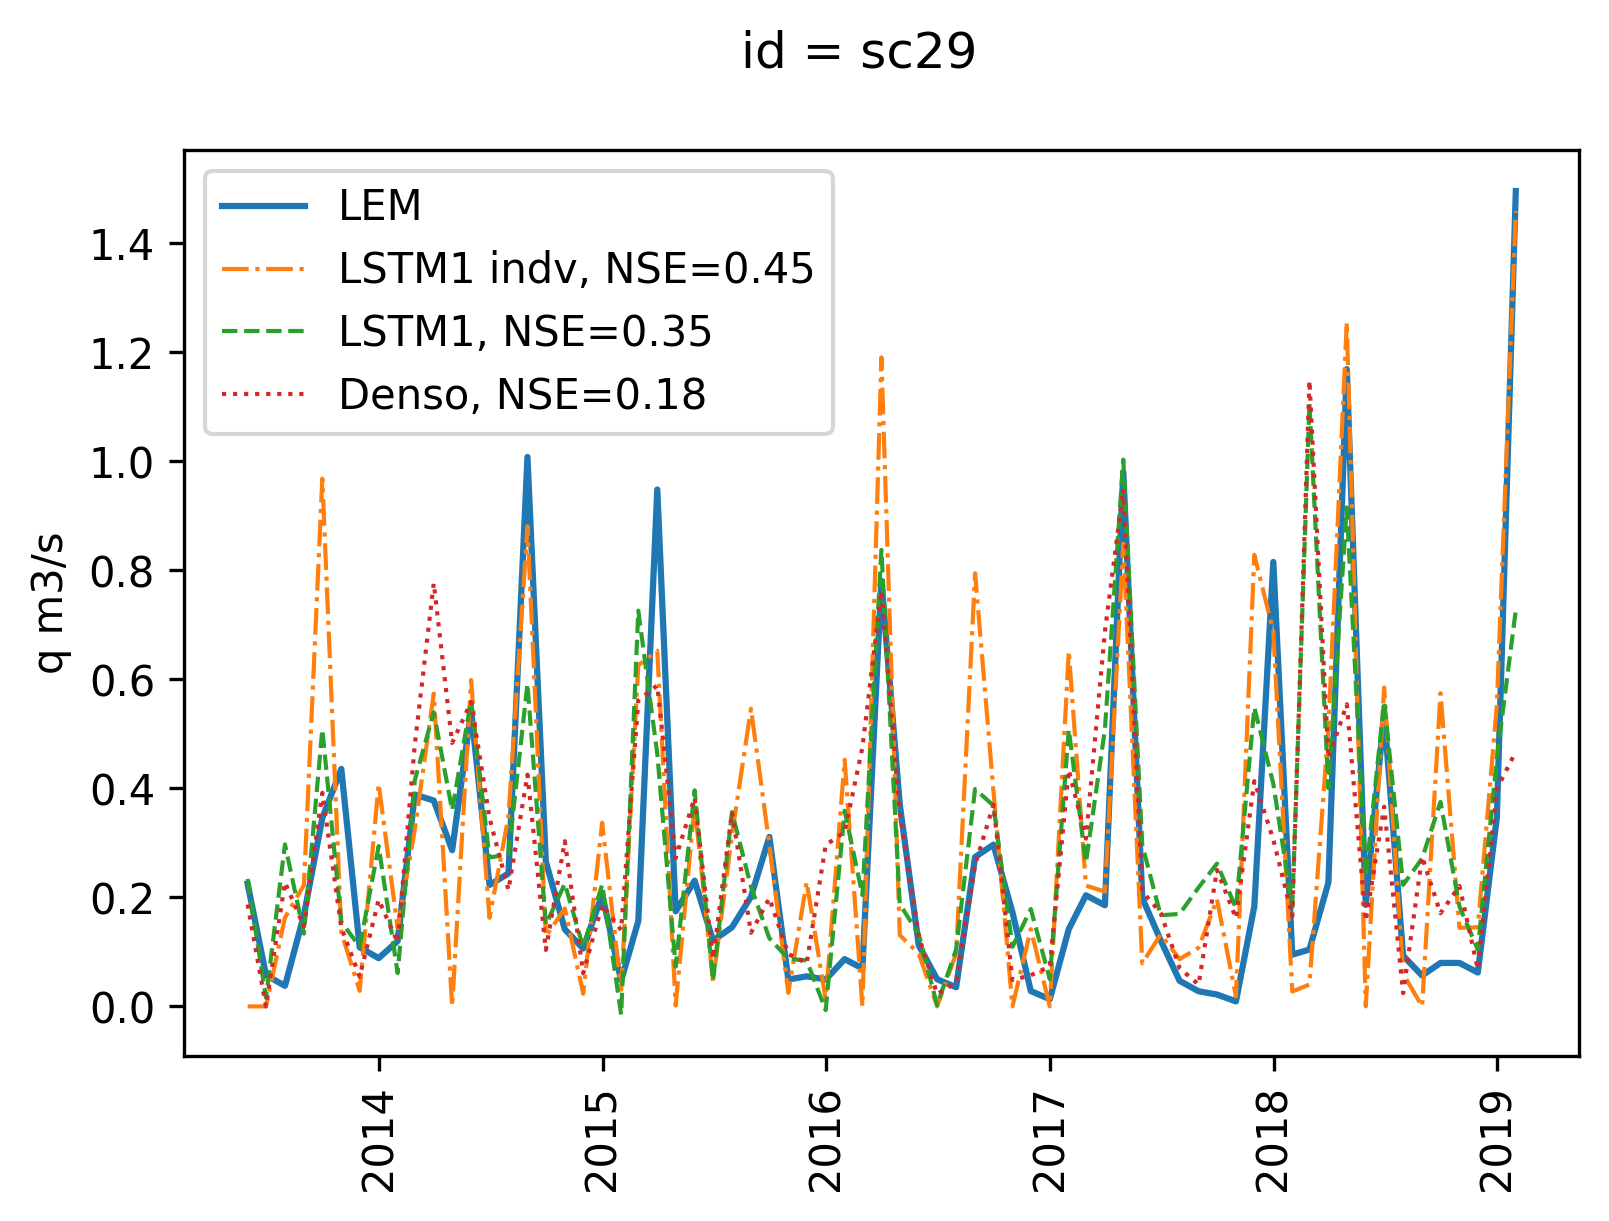 id = sc29
LEM
LSTM1 indv, NSE=0.45
LSTM1, NSE=0.35
Denso, NSE=0.18
q m3/s
1.4
1.2
1.0
0.8
0.6
0.4
0.2
0.0
2014
2015
2016
2017
2018
2019